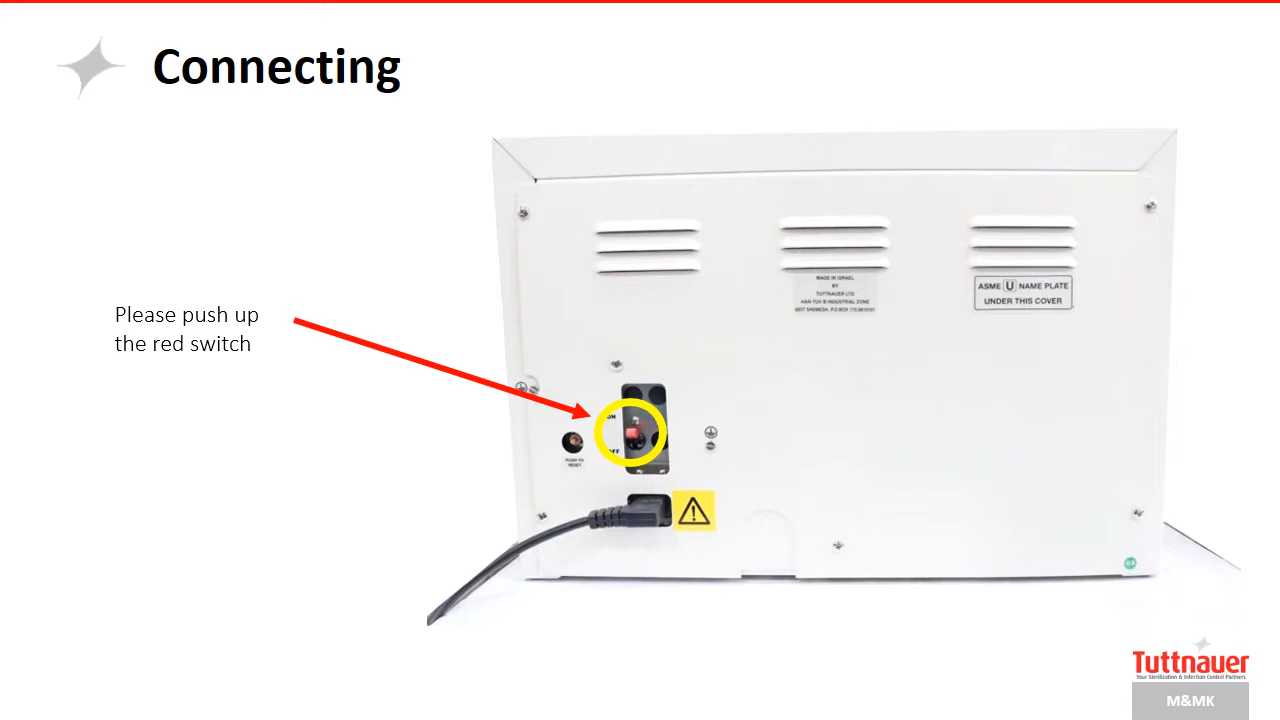 Connecting
Please push up
the red switch
MADE IN ISRAEL
BY
TUTTNAUER LTD
HAR-TUV B INDUSTRIAL ZONE
BEIT SHEMESH, P.O.BOX 170,
ASME U NAME PLATE
UNDER THIS COVER
ON
OFF
PUSH TO
RESET
Tuttnauer
Your Sterilization & Infection Control Partners
M&MK